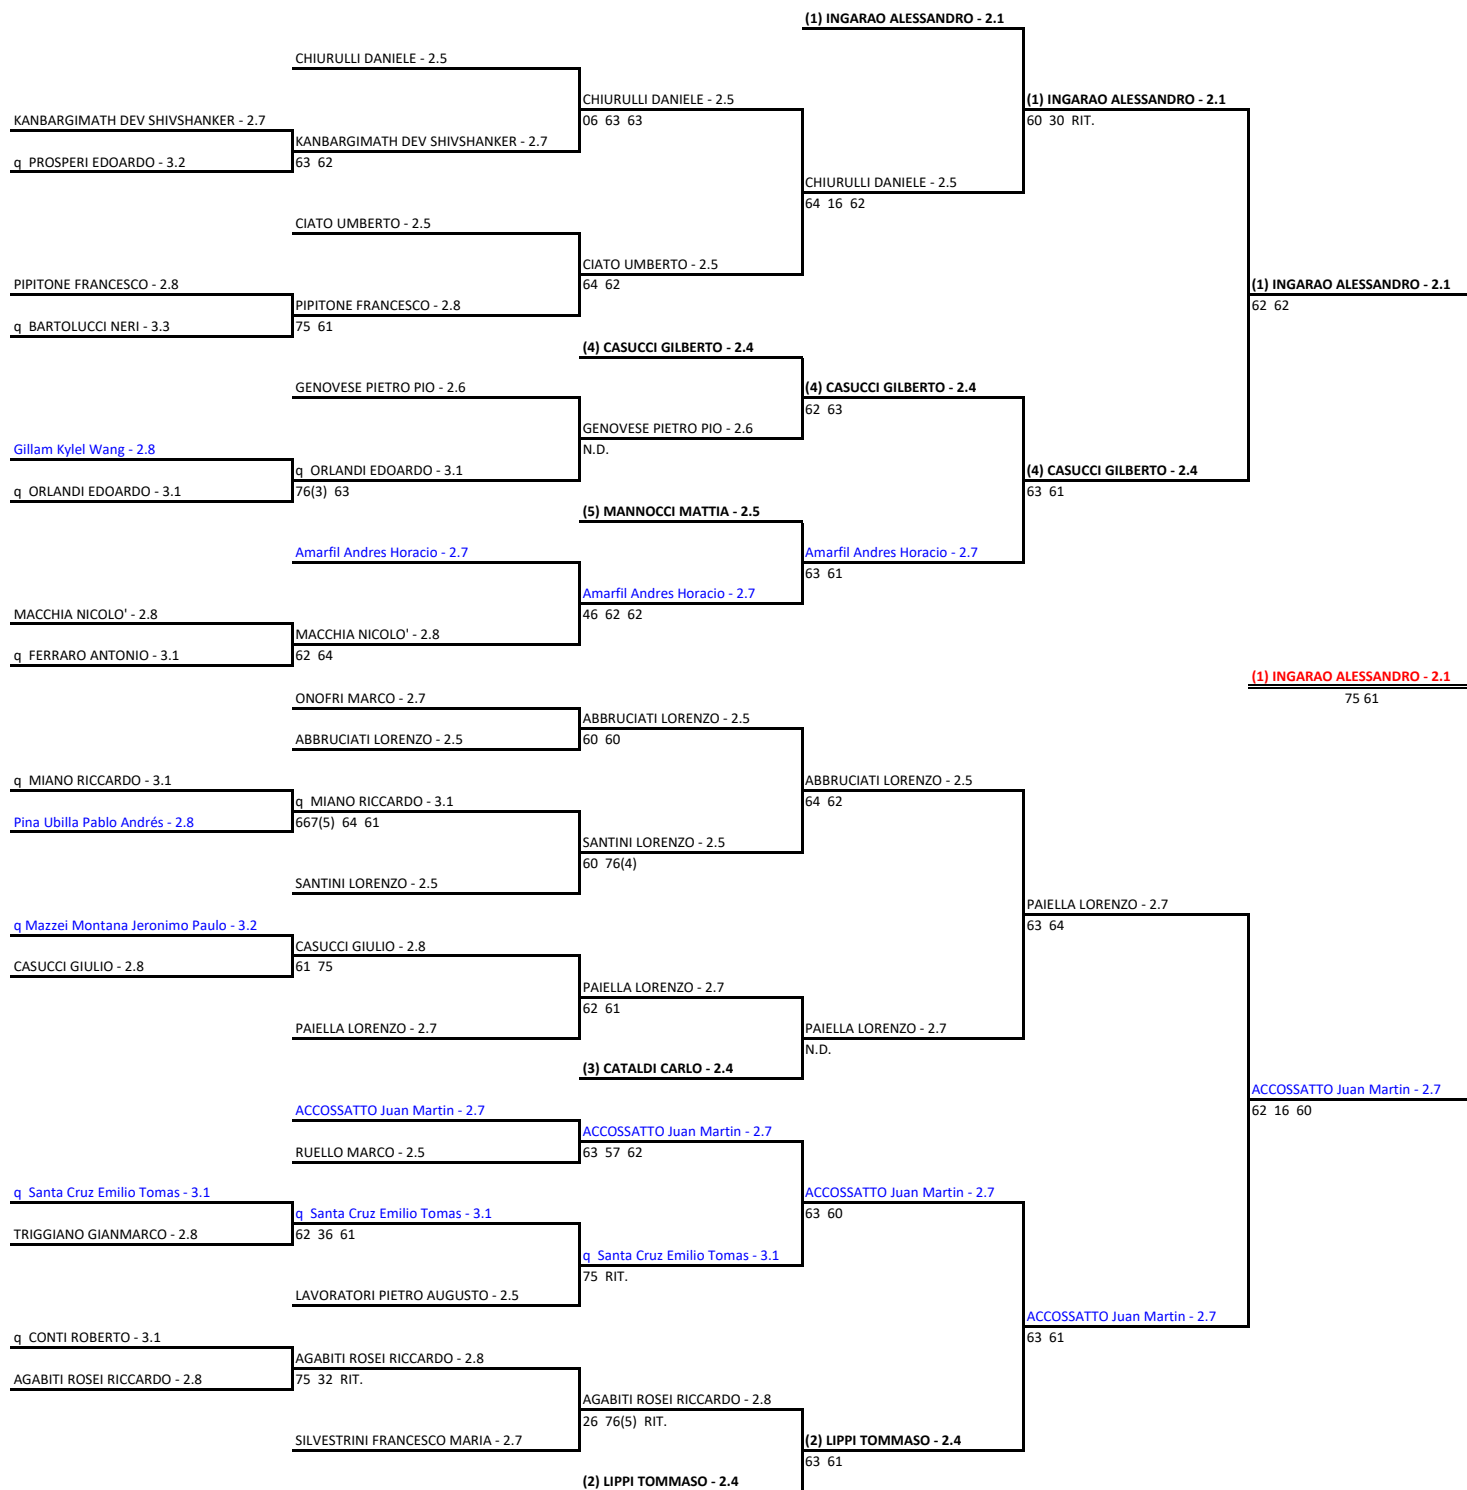 (1) INGARAO ALESSANDRO - 2.1
CHIURULLI DANIELE - 2.5
CHIURULLI DANIELE - 2.5
(1) INGARAO ALESSANDRO - 2.1
KANBARGIMATH DEV SHIVSHANKER - 2.7
06 63 63
60 30 RIT.
KANBARGIMATH DEV SHIVSHANKER - 2.7
q PROSPERI EDOARDO - 3.2
63 62
CHIURULLI DANIELE - 2.5
64 16 62
CIATO UMBERTO - 2.5
CIATO UMBERTO - 2.5
PIPITONE FRANCESCO - 2.8
64 62
(1) INGARAO ALESSANDRO - 2.1
62 62
PIPITONE FRANCESCO - 2.8
q BARTOLUCCI NERI - 3.3
75 61
(4) CASUCCI GILBERTO - 2.4
GENOVESE PIETRO PIO - 2.6
(4) CASUCCI GILBERTO - 2.4
62 63
GENOVESE PIETRO PIO - 2.6
N.D.
Gillam Kylel Wang - 2.8
q ORLANDI EDOARDO - 3.1
(4) CASUCCI GILBERTO - 2.4
q ORLANDI EDOARDO - 3.1
76(3) 63
63 61
(5) MANNOCCI MATTIA - 2.5
Amarfil Andres Horacio - 2.7
Amarfil Andres Horacio - 2.7
63 61
Amarfil Andres Horacio - 2.7
46 62 62
MACCHIA NICOLO' - 2.8
MACCHIA NICOLO' - 2.8
q FERRARO ANTONIO - 3.1
62 64
(1) INGARAO ALESSANDRO - 2.1
75 61
ONOFRI MARCO - 2.7
ABBRUCIATI LORENZO - 2.5
ABBRUCIATI LORENZO - 2.5
60 60
q MIANO RICCARDO - 3.1
ABBRUCIATI LORENZO - 2.5
64 62
q MIANO RICCARDO - 3.1
Pina Ubilla Pablo Andrés - 2.8
667(5) 64 61
SANTINI LORENZO - 2.5
60 76(4)
SANTINI LORENZO - 2.5
PAIELLA LORENZO - 2.7
63 64
q Mazzei Montana Jeronimo Paulo - 3.2
CASUCCI GIULIO - 2.8
CASUCCI GIULIO - 2.8
61 75
PAIELLA LORENZO - 2.7
62 61
PAIELLA LORENZO - 2.7
PAIELLA LORENZO - 2.7
N.D.
(3) CATALDI CARLO - 2.4
ACCOSSATTO Juan Martin - 2.7
62 16 60
ACCOSSATTO Juan Martin - 2.7
ACCOSSATTO Juan Martin - 2.7
RUELLO MARCO - 2.5
63 57 62
q Santa Cruz Emilio Tomas - 3.1
ACCOSSATTO Juan Martin - 2.7
63 60
q Santa Cruz Emilio Tomas - 3.1
TRIGGIANO GIANMARCO - 2.8
62 36 61
q Santa Cruz Emilio Tomas - 3.1
75 RIT.
LAVORATORI PIETRO AUGUSTO - 2.5
ACCOSSATTO Juan Martin - 2.7
63 61
q CONTI ROBERTO - 3.1
AGABITI ROSEI RICCARDO - 2.8
AGABITI ROSEI RICCARDO - 2.8
75 32 RIT.
AGABITI ROSEI RICCARDO - 2.8
26 76(5) RIT.
SILVESTRINI FRANCESCO MARIA - 2.7
(2) LIPPI TOMMASO - 2.4
63 61
(2) LIPPI TOMMASO - 2.4